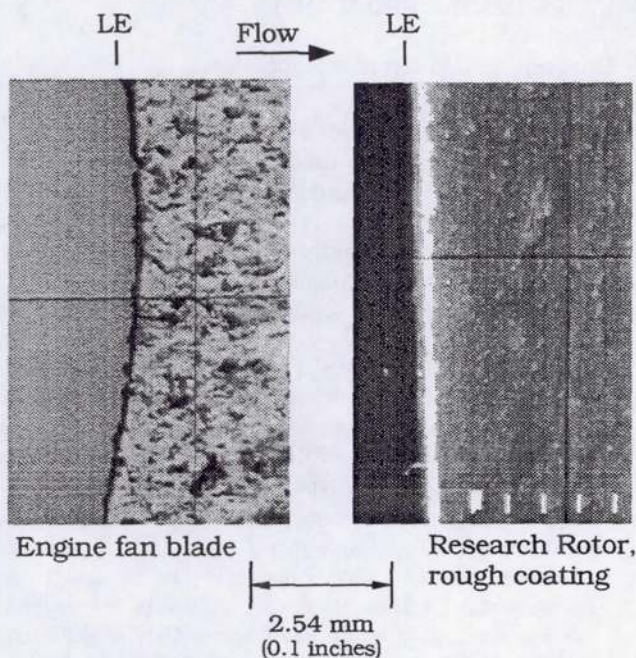 LE
Flow
LE
Engine fan blade
Research Rotor,
rough coating
2.54 mm
(0.1 inches)